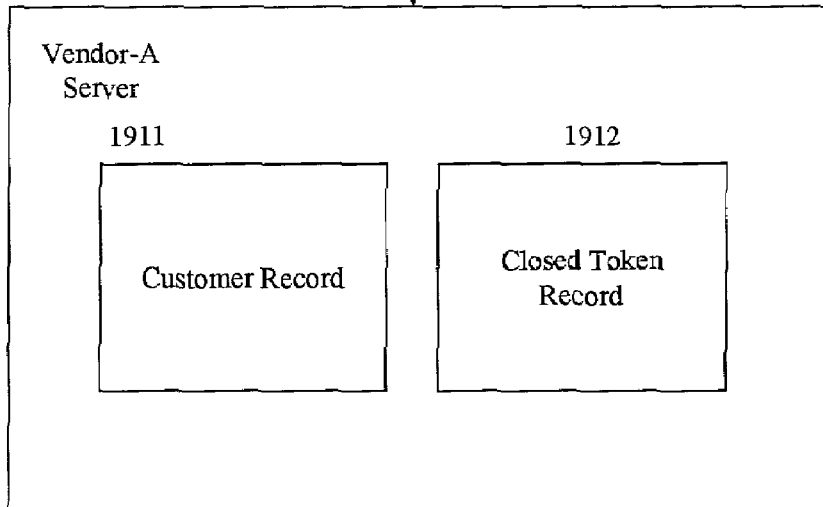 Vendor-A
Server
1911
1912
Customer Record
Closed Token
Record